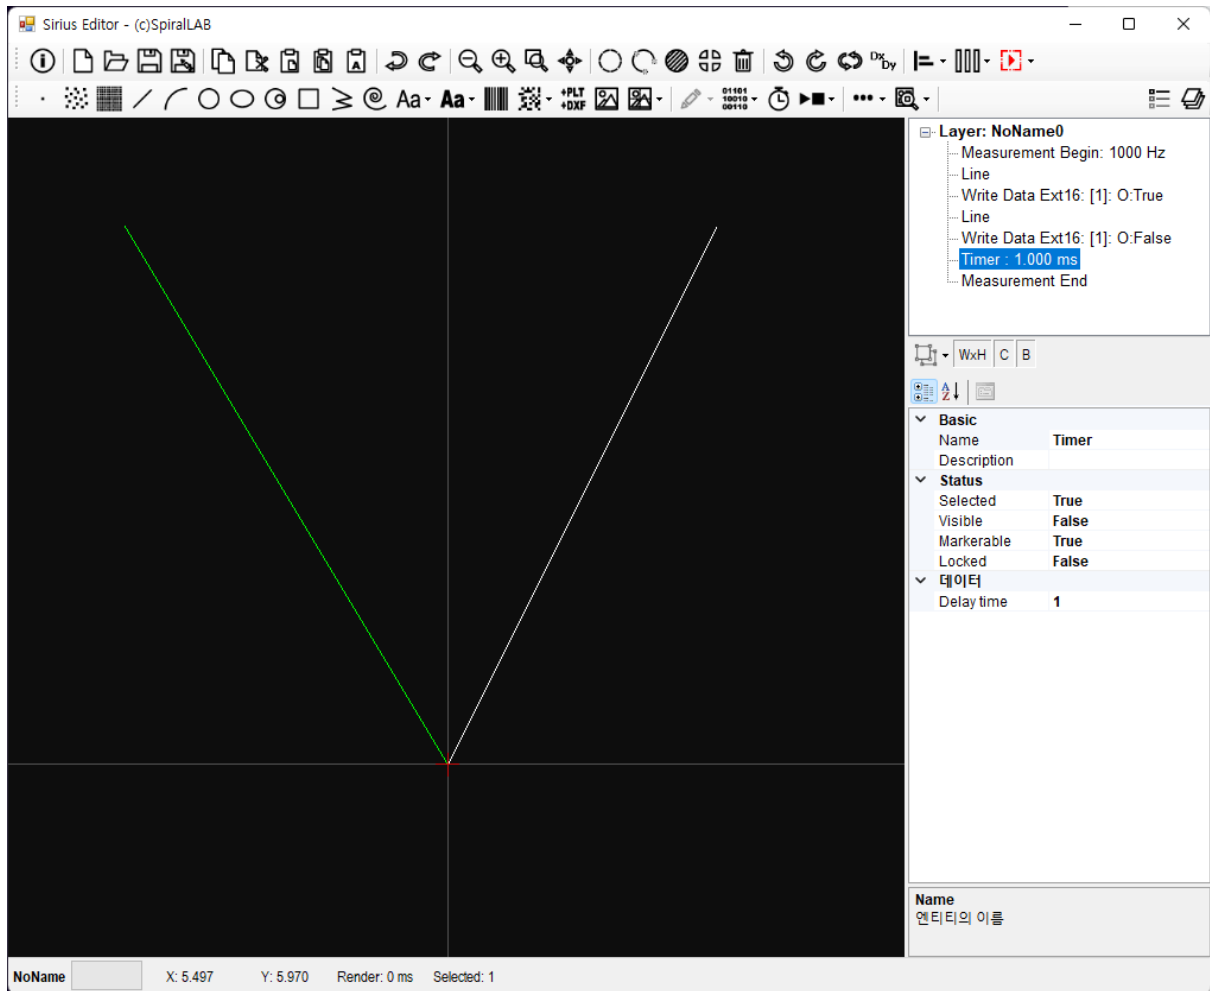 Sirius Editor - (c)SpiralLAB
Dx Dy
Aa Aa +PLT +DXF 01101 10010 00110
Layer: NoName0
Measurement Begin: 1000 Hz
Line
Write Data Ext16: [1]: O:True
Line
Write Data Ext16: [1]: O:False
Timer : 1.000 ms
Measurement End
WxH C B
A Z
Basic
Name Timer
Description
Status
Selected True
Visible False
Markerable True
Locked False
데이터
Delay time 1
Name
엔티티의 이름
NoName X: 5.497 Y: 5.970 Render: 0 ms Selected: 1